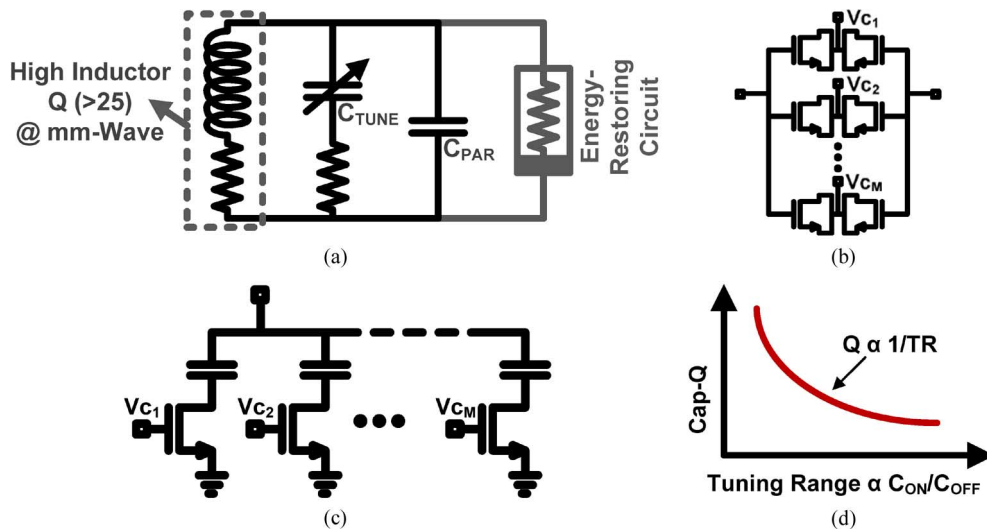 High Inductor
Q (>25)
@ mm-Wave
C_TUNE
C_PAR
Energy-
Restoring
Circuit
(a)
Vc₁
Vc₂
Vc_M
(b)
Vc₁
Vc₂
Vc_M
(c)
Cap-Q
Q α 1/TR
Tuning Range α C_ON/C_OFF
(d)